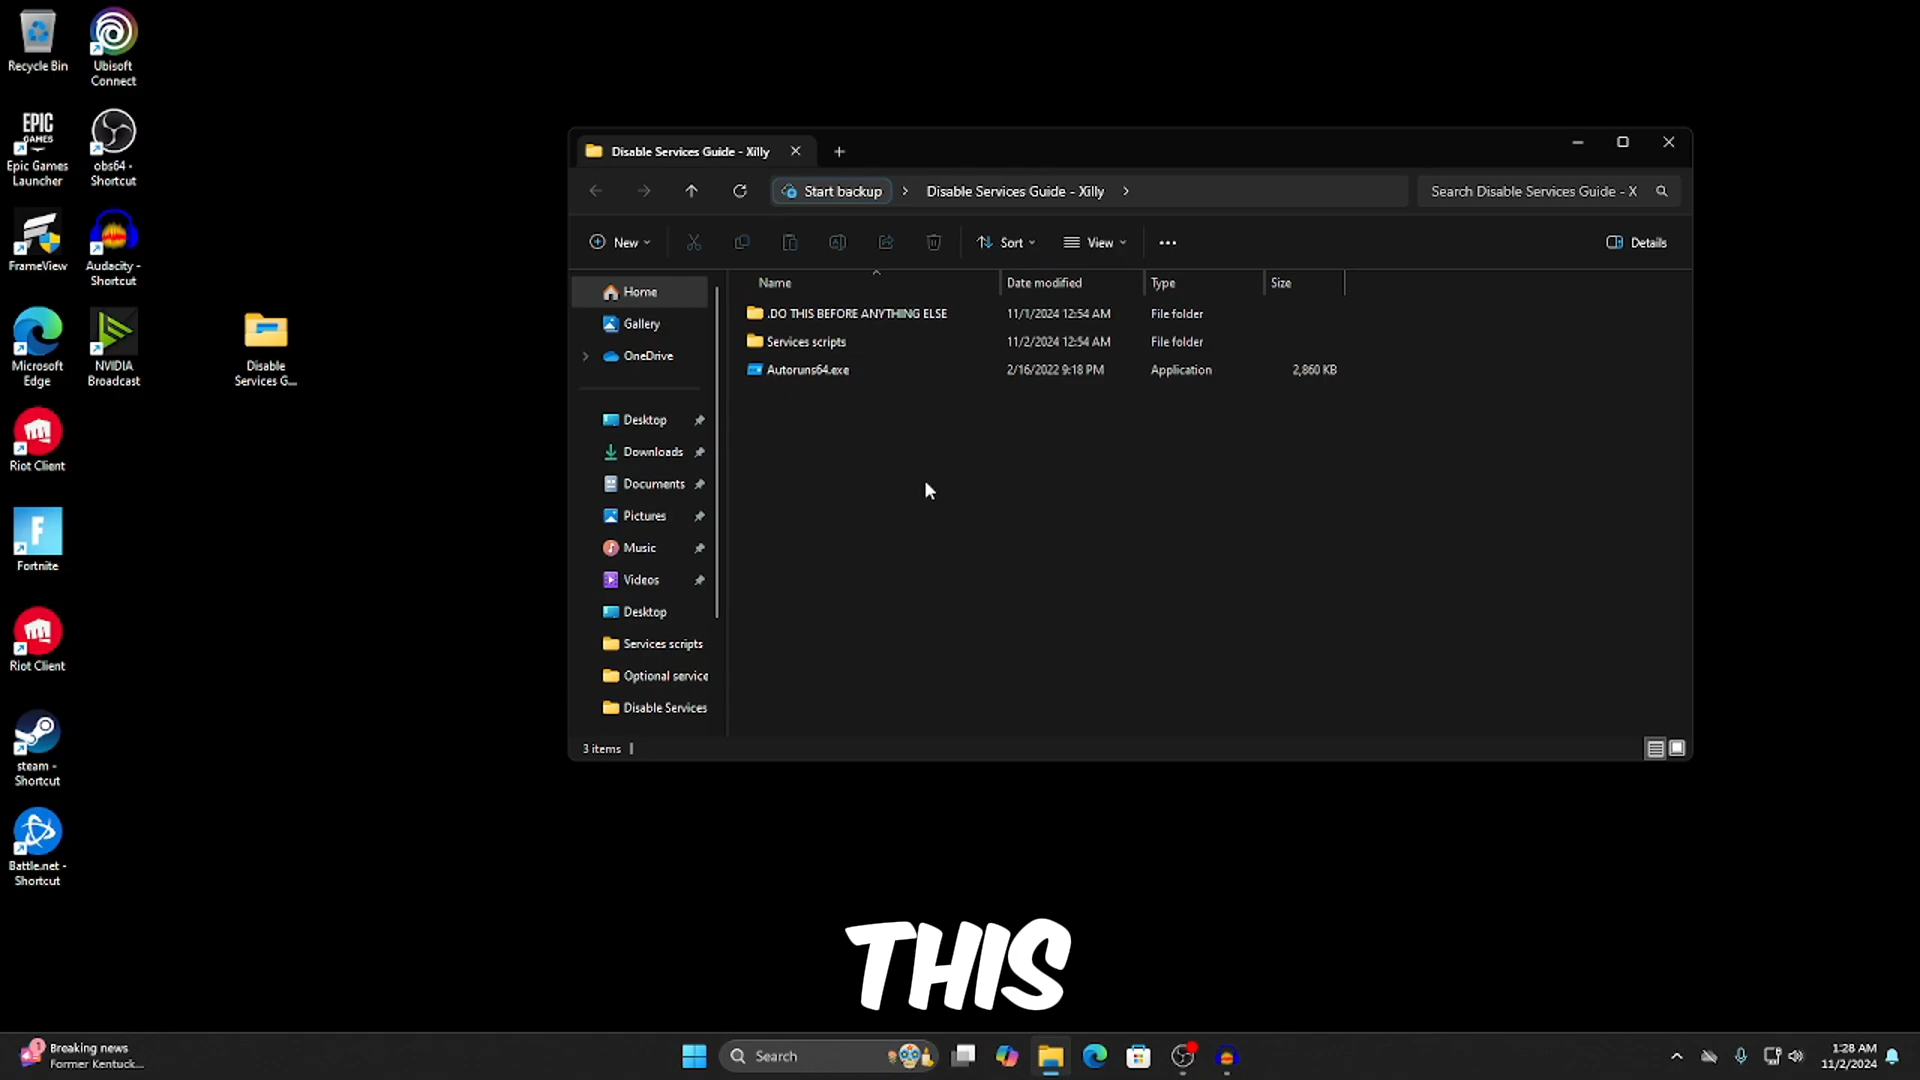 Recycle Bin
Ubisoft
Connect
EPIC
GAMES
Epic Games
Launcher
obs64 -
Shortcut
FrameView
Audacity -
Shortcut
Microsoft
Edge
NVIDIA
Broadcast
Disable
Services G...
Riot Client
F
Fortnite
Riot Client
steam -
Shortcut
Battle.net -
Shortcut
Disable Services Guide - Xilly
Start backup
Disable Services Guide - Xilly
Search Disable Services Guide - X
New
Sort
View
Details
Home
Gallery
OneDrive
Desktop
Downloads
Documents
Pictures
Music
Videos
Desktop
Services scripts
Optional service
Disable Services
Name Date modified Type Size
.DO THIS BEFORE ANYTHING ELSE 11/1/2024 12:54 AM File folder
Services scripts 11/2/2024 12:54 AM File folder
Autoruns64.exe 2/16/2022 9:18 PM Application 2,860 KB
3 items
THIS
1
Breaking news
Former Kentuck...
Search
1:28 AM
11/2/2024